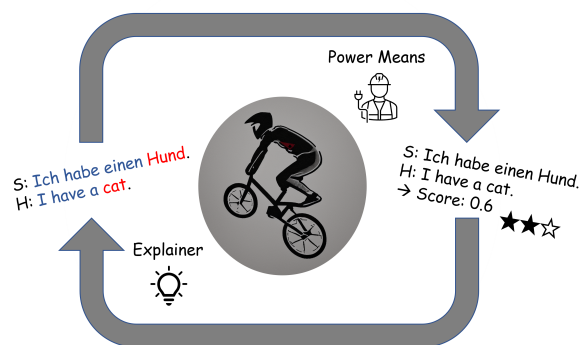 Power Means
S: Ich habe einen Hund.
H: I have a cat.
S: Ich habe einen Hund.
H: I have a cat.
→ Score: 0.6
Explainer